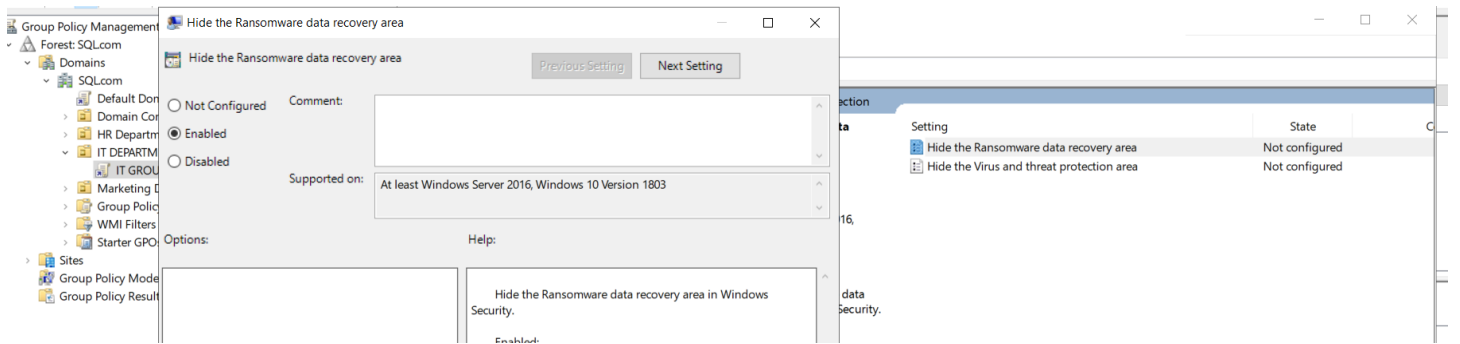 Group Policy Management
Forest: SQL.com
Domains
SQL.com
Default Dom
Domain Con
HR Departm
IT DEPARTM
IT GROU
Marketing D
Group Policy
WMI Filters
Starter GPO
Sites
Group Policy Mode
Group Policy Result
Hide the Ransomware data recovery area
Hide the Ransomware data recovery area
Previous Setting
Next Setting
Not Configured
Enabled
Disabled
Comment:
Supported on:
At least Windows Server 2016, Windows 10 Version 1803
Options:
Help:
Hide the Ransomware data recovery area in Windows
Security.
Enabled:
ection
ta
16,
data
Security.
Setting
State
C
Hide the Ransomware data recovery area
Not configured
Hide the Virus and threat protection area
Not configured